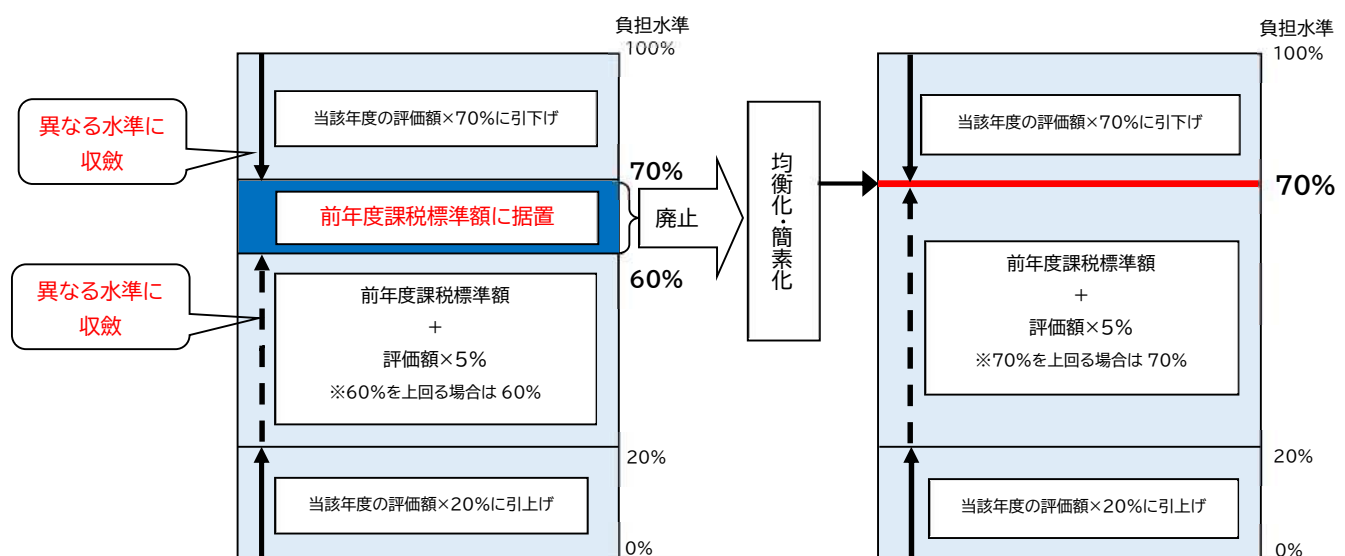 負担水準
100%
当該年度の評価額×70%に引下げ
異なる水準に
収斂
70%
前年度課税標準額に据置
60%
異なる水準に
収斂
前年度課税標準額
+
評価額×5%
※60%を上回る場合は 60%
20%
当該年度の評価額×20%に引上げ
0%
廃止
均衡化・簡素化
負担水準
100%
当該年度の評価額×70%に引下げ
70%
前年度課税標準額
+
評価額×5%
※70%を上回る場合は 70%
20%
当該年度の評価額×20%に引上げ
0%